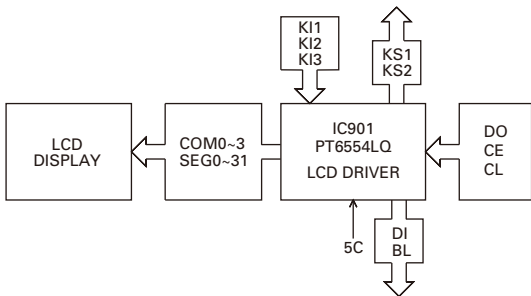 KI1
KI2
KI3
KS1
KS2
LCD
DISPLAY
COM0~3
SEG0~31
IC901
PT6554LQ
LCD DRIVER
DO
CE
CL
5C
DI
BL